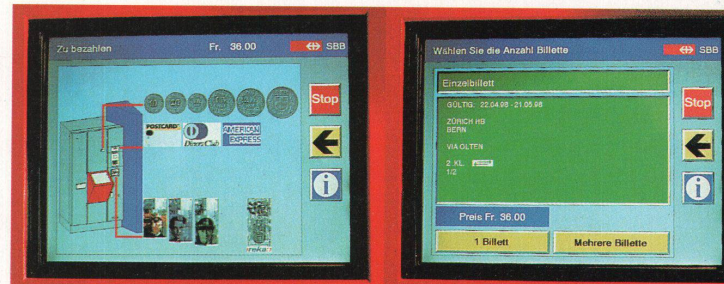 Zu bezahlen Fr. 36.00 SBB
Stop
POSTCARD Diners Club AMERICAN EXPRESS
i
reka
Wählen Sie die Anzahl Billette SBB
Einzelbillett
Stop
GÜLTIG: 22.04.98 - 21.05.98
ZÜRICH HB
BERN
VIA OLTEN
2. KL.
1/2
i
Preis Fr. 36.00
1 Billett Mehrere Billette